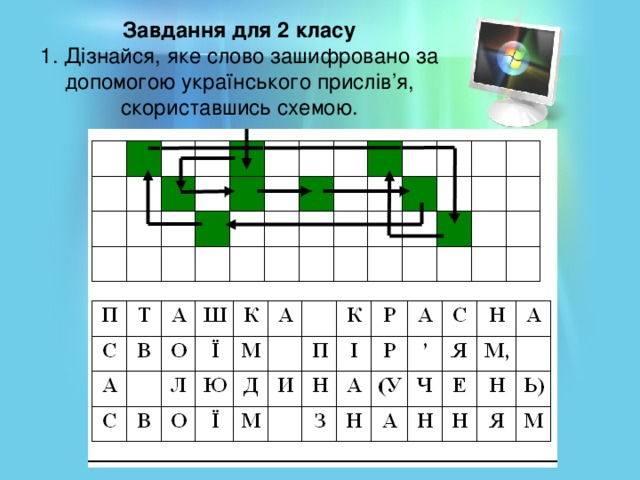 Завдання для 2 класу
1. Дізнайся, яке слово зашифровано за
допомогою українського прислів’я,
скориставшись схемою.
П Т А Ш К А К Р А С Н А
С В О Ї М П І Р ’ Я М,
А Л Ю Д И Н А (У Ч Е Н Ь)
С В О Ї М З Н А Н Н Я М